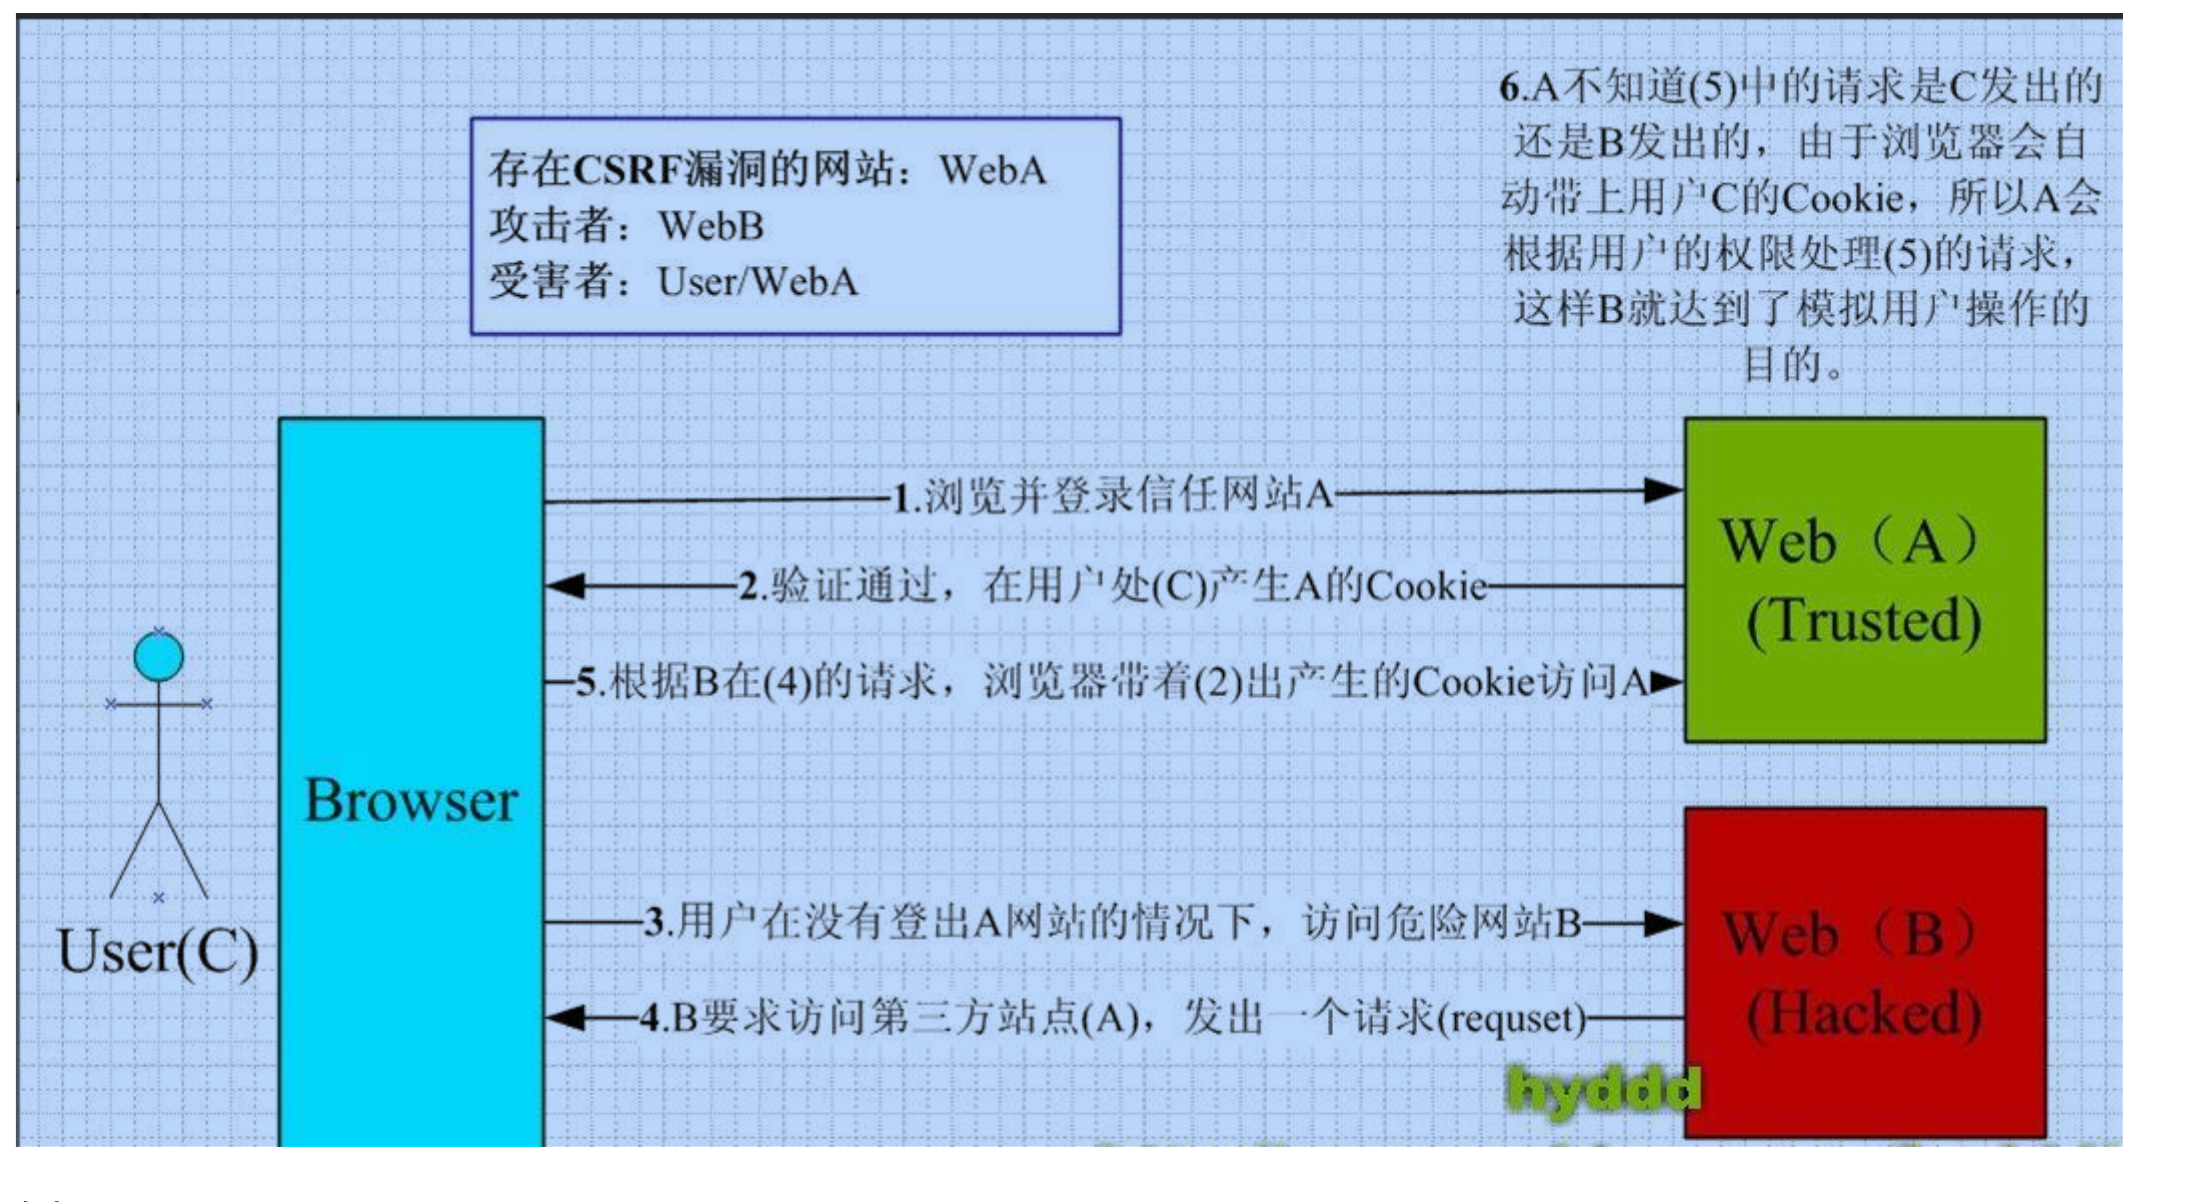 存在CSRF漏洞的网站：WebA
攻击者：WebB
受害者：User/WebA
6.A不知道(5)中的请求是C发出的
还是B发出的，由于浏览器会自
动带上用户C的Cookie，所以A会
根据用户的权限处理(5)的请求，
这样B就达到了模拟用户操作的
目的。
1.浏览并登录信任网站A
2.验证通过，在用户处(C)产生A的Cookie
5.根据B在(4)的请求，浏览器带着(2)出产生的Cookie访问A
Web（A）
(Trusted)
Browser
User(C)
3.用户在没有登出A网站的情况下，访问危险网站B
4.B要求访问第三方站点(A)，发出一个请求(requset)
Web（B）
(Hacked)
hyddd